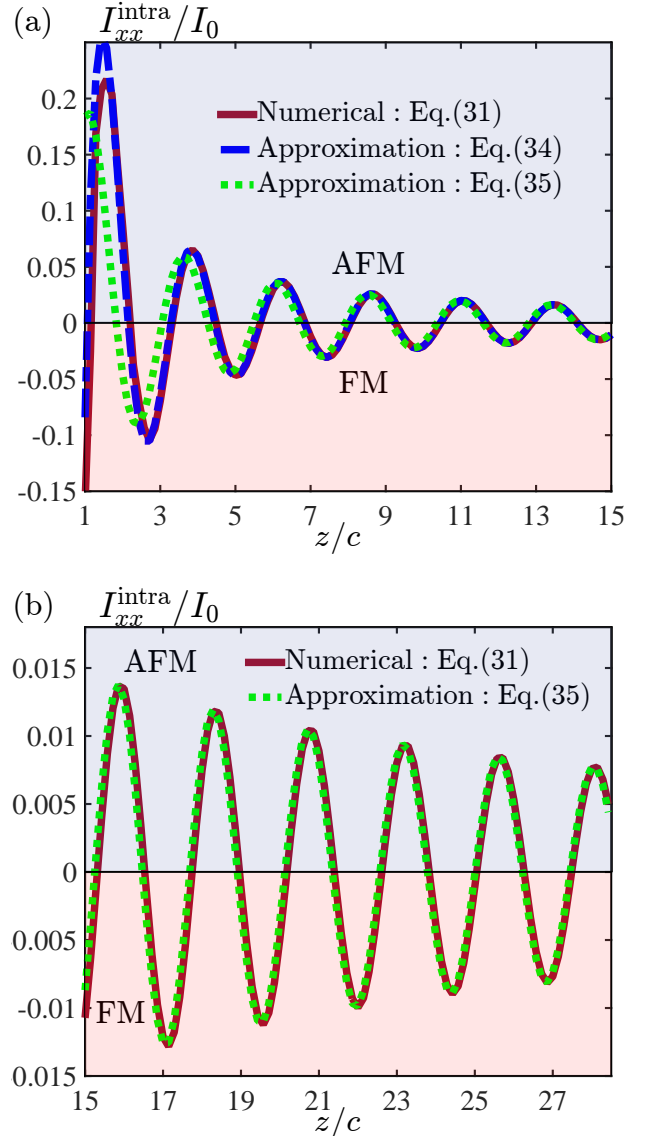 (a) I_{xx}^{intra}/I_0
0.2
0.15
0.1
0.05
0
-0.05
-0.1
-0.15
Numerical : Eq.(31)
Approximation : Eq.(34)
Approximation : Eq.(35)
AFM
FM
1 3 5 7 9 11 13 15
z/c
(b) I_{xx}^{intra}/I_0
0.015
0.01
0.005
0
0.005
-0.01
0.015
AFM
Numerical : Eq.(31)
Approximation : Eq.(35)
FM
15 17 19 21 23 25 27
z/c